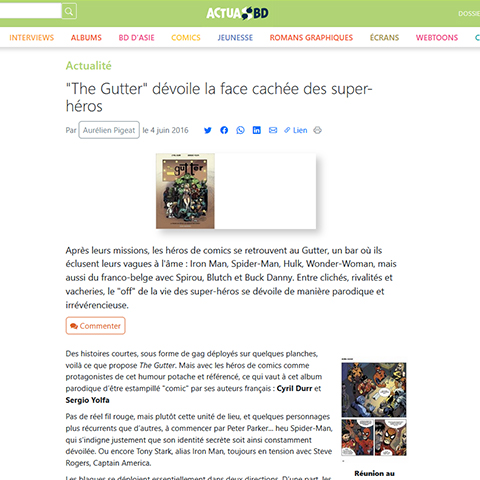 ACTUA BD
DOSSIE
INTERVIEWS ALBUMS BD D'ASIE COMICS JEUNESSE ROMANS GRAPHIQUES ÉCRANS WEBTOONS C
Actualité
"The Gutter" dévoile la face cachée des super-
héros
Par Aurélien Pigeat le 4 juin 2016 Lien
gutter
Après leurs missions, les héros de comics se retrouvent au Gutter, un bar où ils
éclusent leurs vagues à l'âme : Iron Man, Spider-Man, Hulk, Wonder-Woman, mais
aussi du franco-belge avec Spirou, Blutch et Buck Danny. Entre clichés, rivalités et
vacheries, le "off" de la vie des super-héros se dévoile de manière parodique et
irrévérencieuse.
Commenter
Des histoires courtes, sous forme de gag déployés sur quelques planches,
voilà ce que propose The Gutter. Mais avec les héros de comics comme
protagonistes de cet humour potache et référencé, ce qui vaut à cet album
parodique d'être estampillé "comic" par ses auteurs français : Cyril Durr et
Sergio Yolfa
Pas de réel fil rouge, mais plutôt cette unité de lieu, et quelques personnages
plus récurrents que d'autres, à commencer par Peter Parker... heu Spider-Man,
qui s'indigne justement que son identité secrète soit ainsi constamment
dévoilée. Ou encore Tony Stark, alias Iron Man, toujours en tension avec Steve
Rogers, Captain America.
Les blagues se déploient essentiellement dans deux directions. D'une part, les
Réunion au